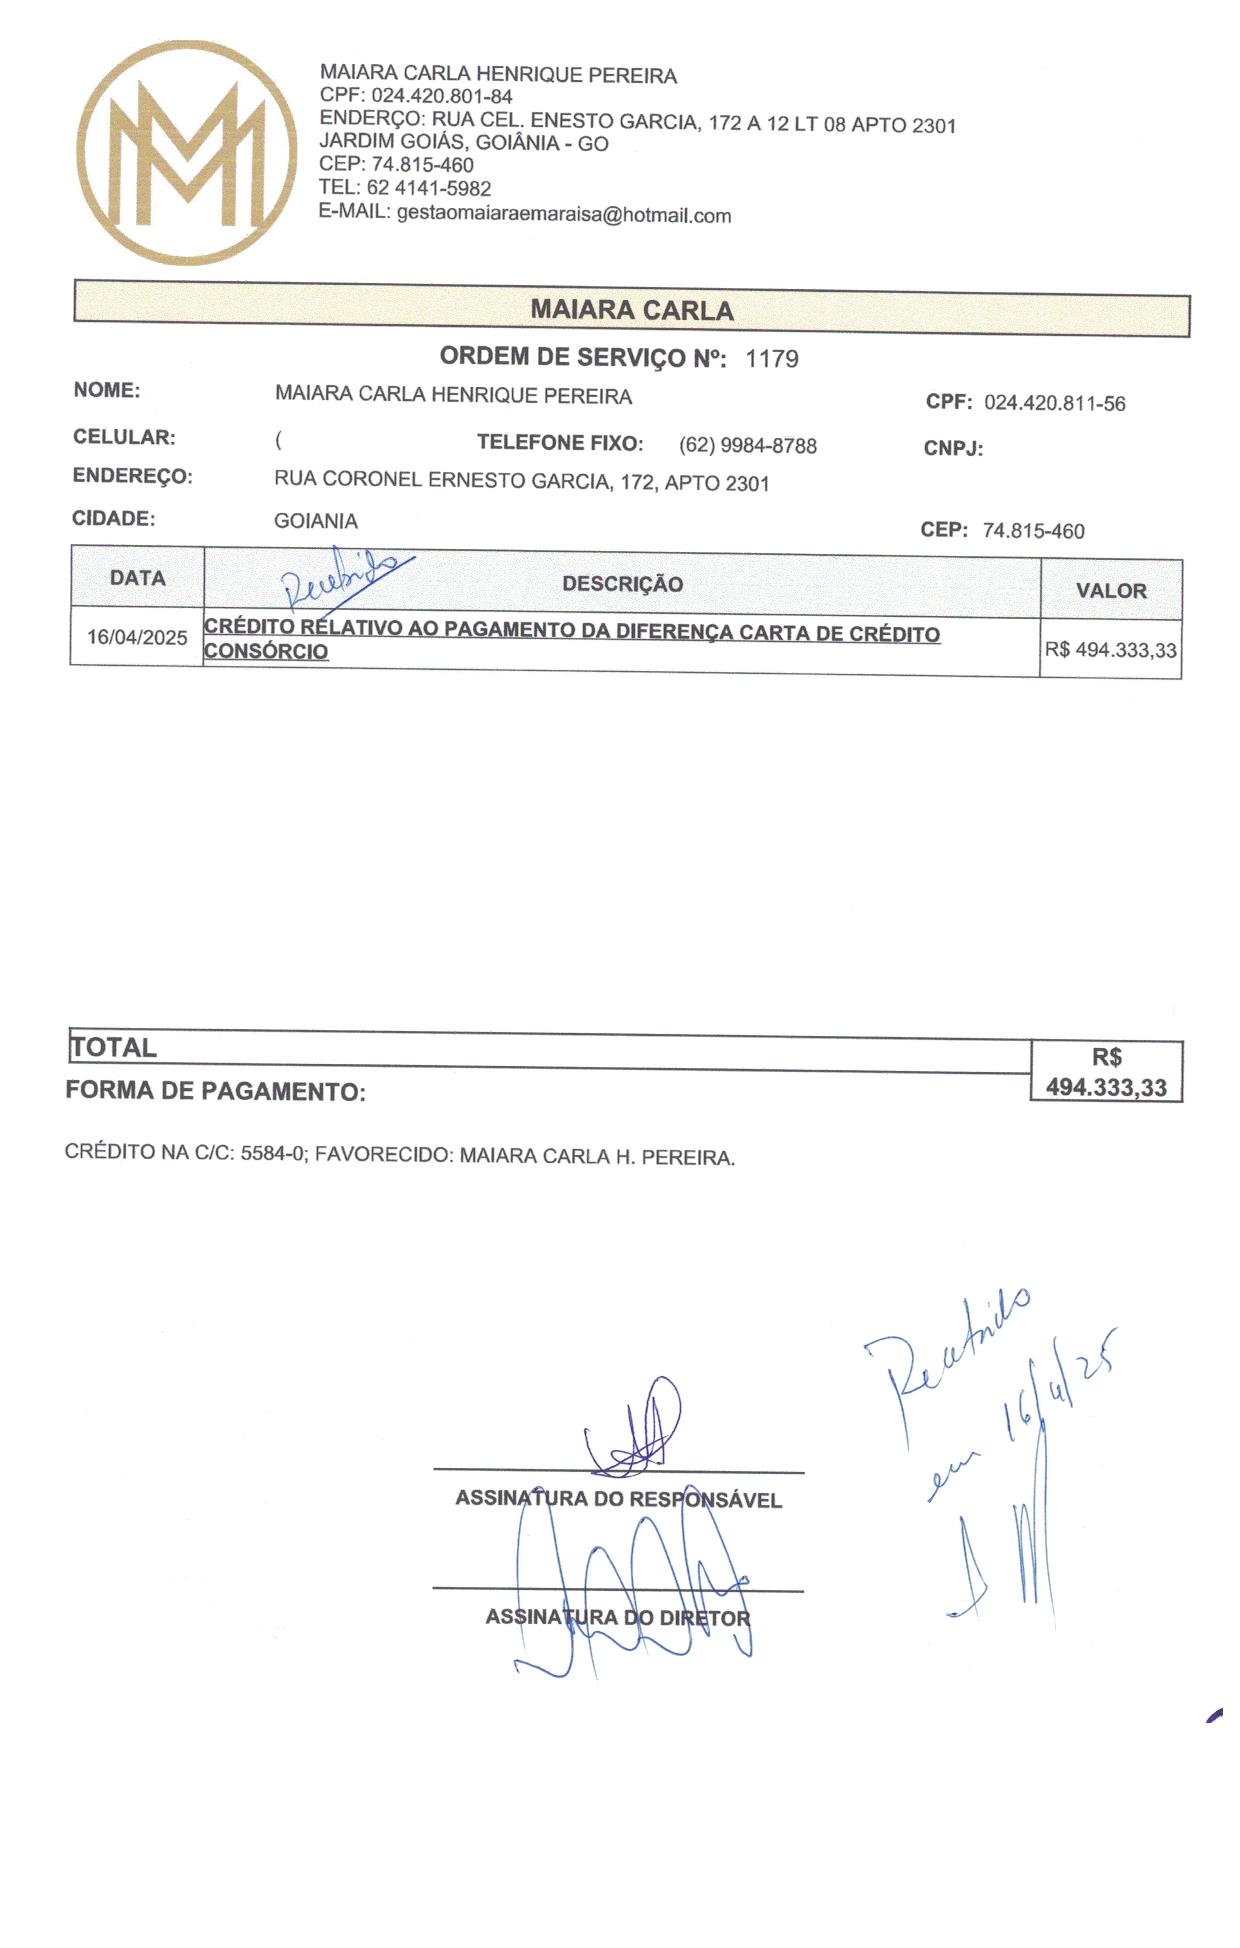 MAIARA CARLA HENRIQUE PEREIRA
CPF: 024.420.801-84
ENDERÇO: RUA CEL. ENESTO GARCIA, 172 A 12 LT 08 APTO 2301
JARDIM GOIÁS, GOIÂNIA - GO
CEP: 74.815-460
TEL: 62 4141-5982
E-MAIL: gestaomaiaraemaraisa@hotmail.com
MAIARA CARLA
ORDEM DE SERVIÇO Nº: 1179
NOME: MAIARA CARLA HENRIQUE PEREIRA CPF: 024.420.811-56
CELULAR: ( TELEFONE FIXO: (62) 9984-8788 CNPJ:
ENDEREÇO: RUA CORONEL ERNESTO GARCIA, 172, APTO 2301
CIDADE: GOIANIA CEP: 74.815-460
DATA Recebido DESCRIÇÃO VALOR
16/04/2025 CRÉDITO RELATIVO AO PAGAMENTO DA DIFERENÇA CARTA DE CRÉDITO R$ 494.333,33
CONSÓRCIO
TOTAL R$
494.333,33
FORMA DE PAGAMENTO:
CRÉDITO NA C/C: 5584-0; FAVORECIDO: MAIARA CARLA H. PEREIRA.
Recebido
em 16/4/25
ASSINATURA DO RESPONSÁVEL
ASSINATURA DO DIRETOR